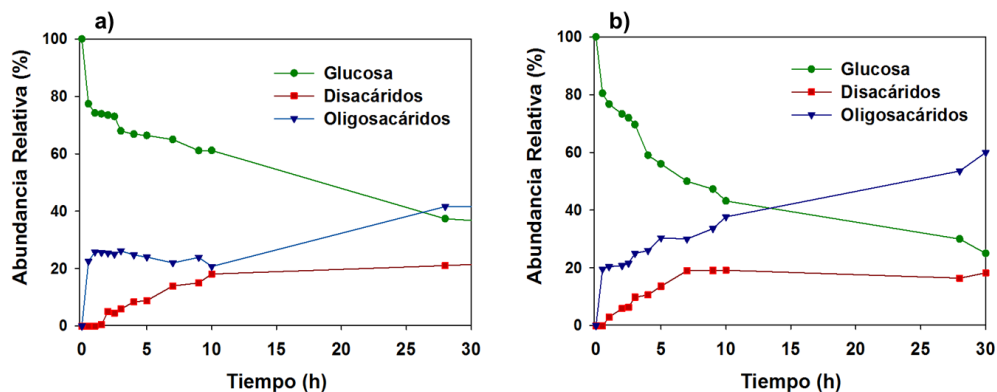 a)
Abundancia Relativa (%)
100
80
60
40
20
0
Glucosa
Disacáridos
Oligosacáridos
0 5 10 15 20 25 30
Tiempo (h)
b)
Abundancia Relativa (%)
100
80
60
40
20
0
Glucosa
Disacáridos
Oligosacáridos
0 5 10 15 20 25 30
Tiempo (h)